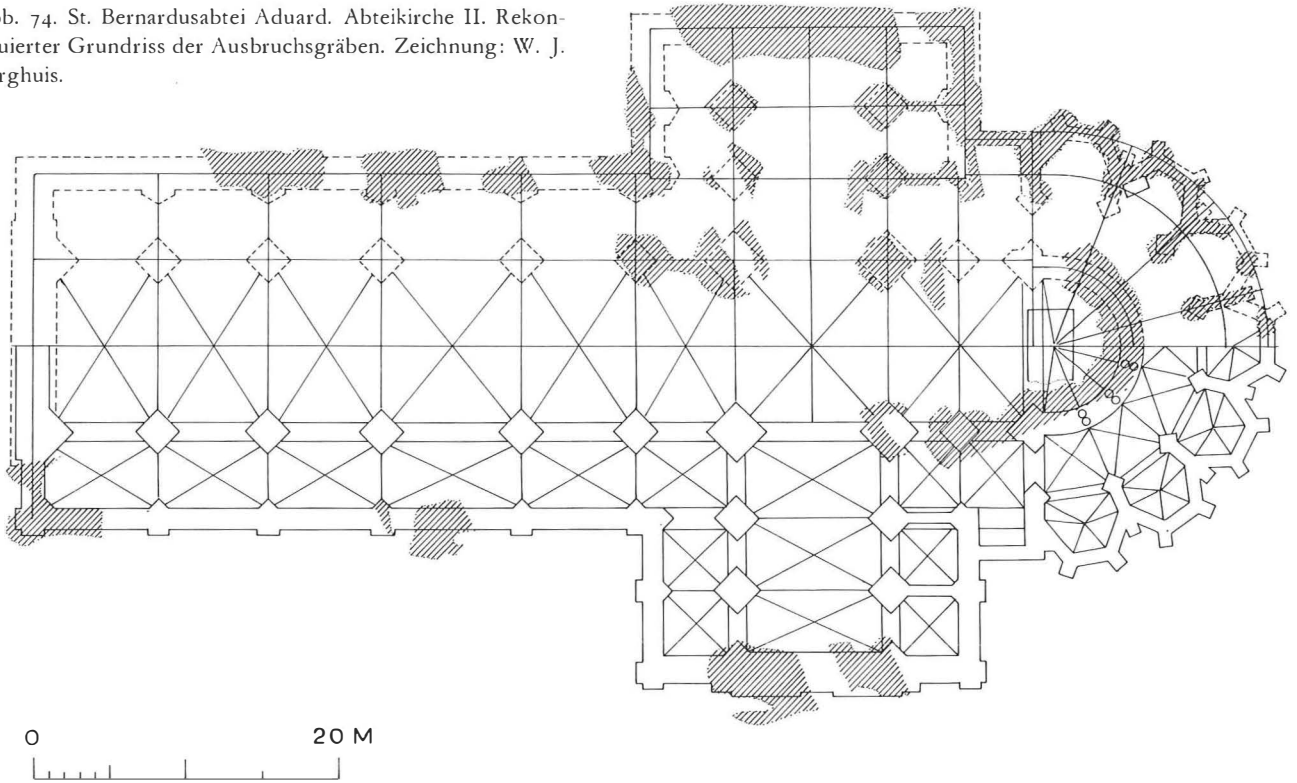 ob. 74. St. Bernardusabtei Aduard. Abteikirche II. Rekon-
uierter Grundriss der Ausbruchsgräben. Zeichnung: W. J.
rghuis.
0 20 M